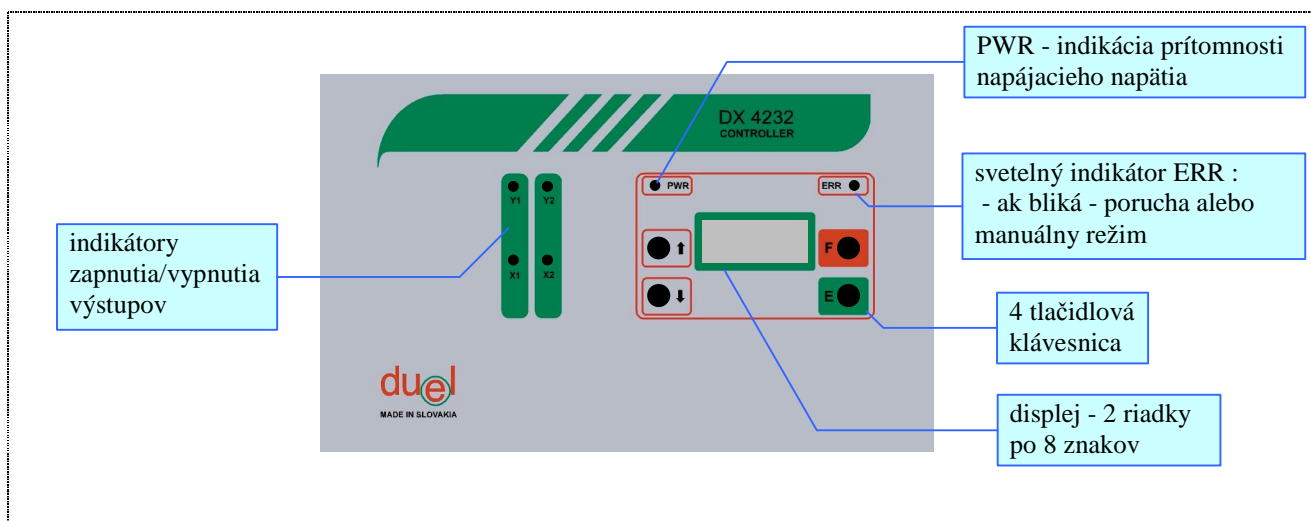 PWR - indikácia prítomnosti
napájacieho napätia
DX 4232
CONTROLLER
PWR
ERR
svetelný indikátor ERR :
- ak bliká - porucha alebo
manuálny režim
Y1 Y2
indikátory
zapnutia/vypnutia
výstupov
↑
F
X1 X2
↓
E
4 tlačidlová
klávesnica
duel
MADE IN SLOVAKIA
displej - 2 riadky
po 8 znakov